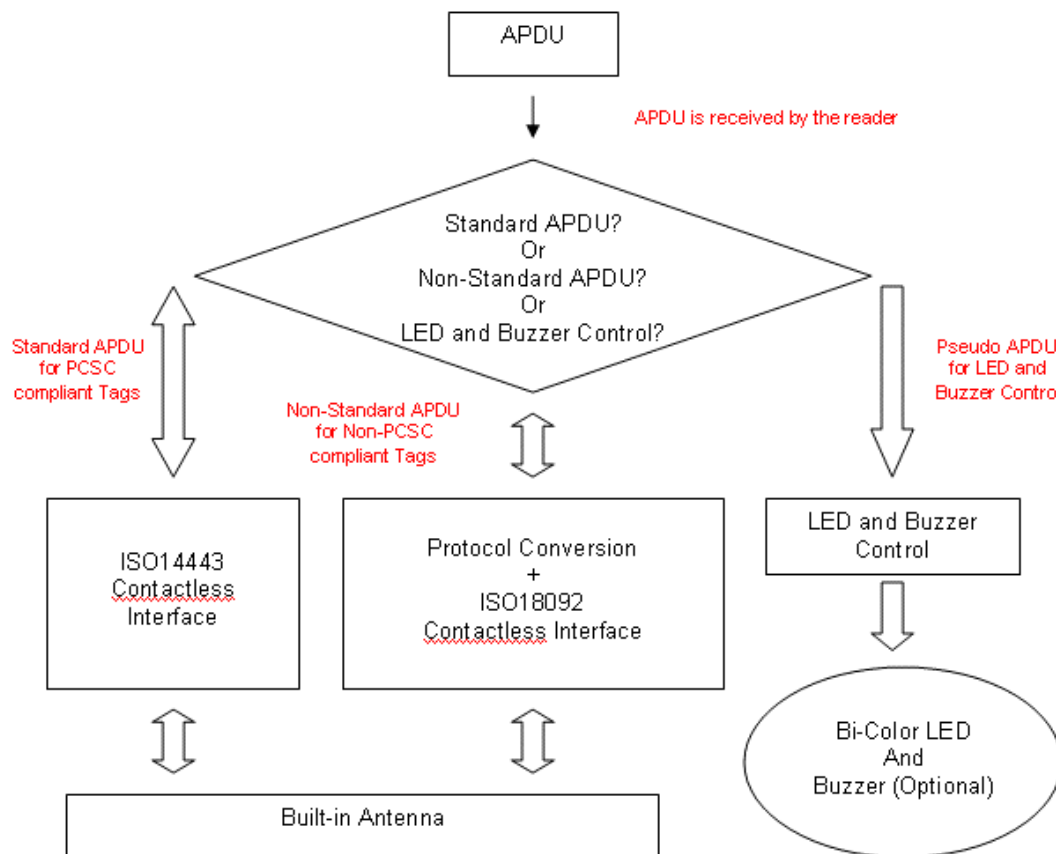 APDU
APDU is received by the reader
Standard APDU?
Or
Non-Standard APDU?
Or
LED and Buzzer Control?
Standard APDU
for PCSC
compliant Tags
Non-Standard APDU
for Non-PCSC
compliant Tags
Pseudo APDU
for LED and
Buzzer Control
ISO14443
Contactless
Interface
Protocol Conversion
+
ISO18092
Contactless Interface
LED and Buzzer
Control
Bi-Color LED
And
Buzzer (Optional)
Built-in Antenna